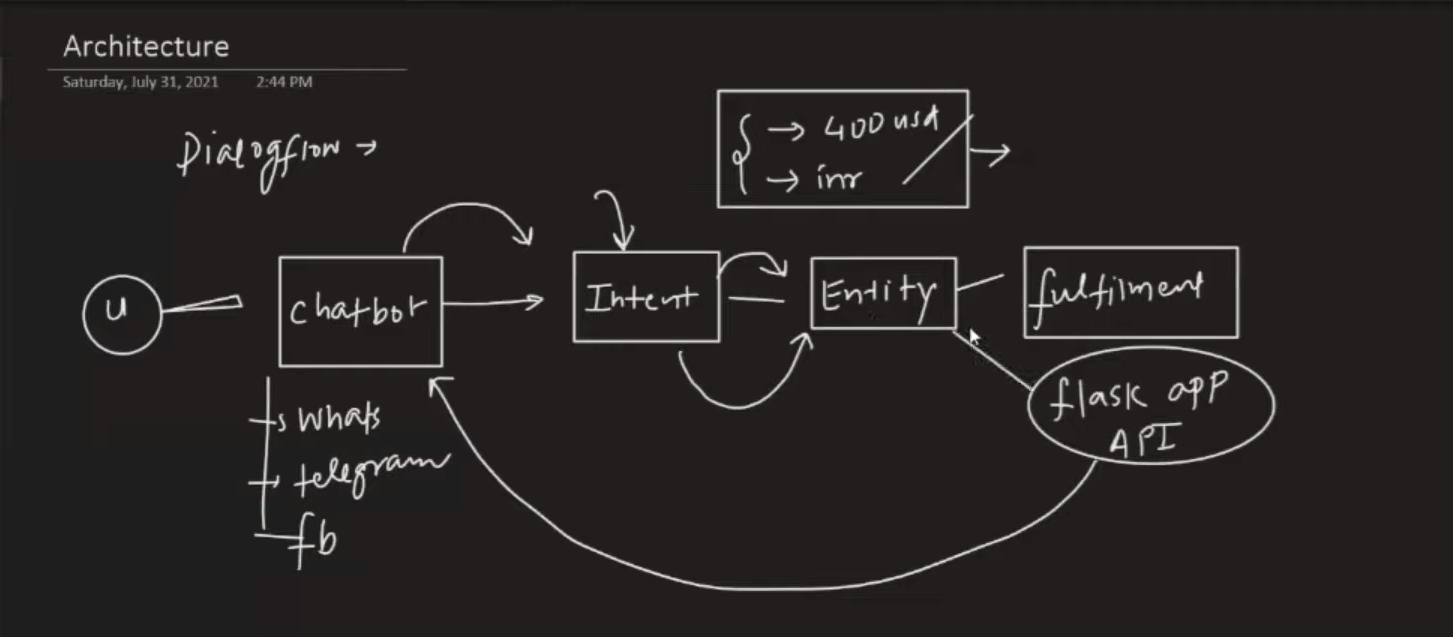 Architecture
Saturday, July 31, 2021 2:44 PM
Dialogflow →
{ → 400 usd
→ inr
U
Chatbot
Intent
Entity
fulfilment
flask app
API
whats
telegram
fb